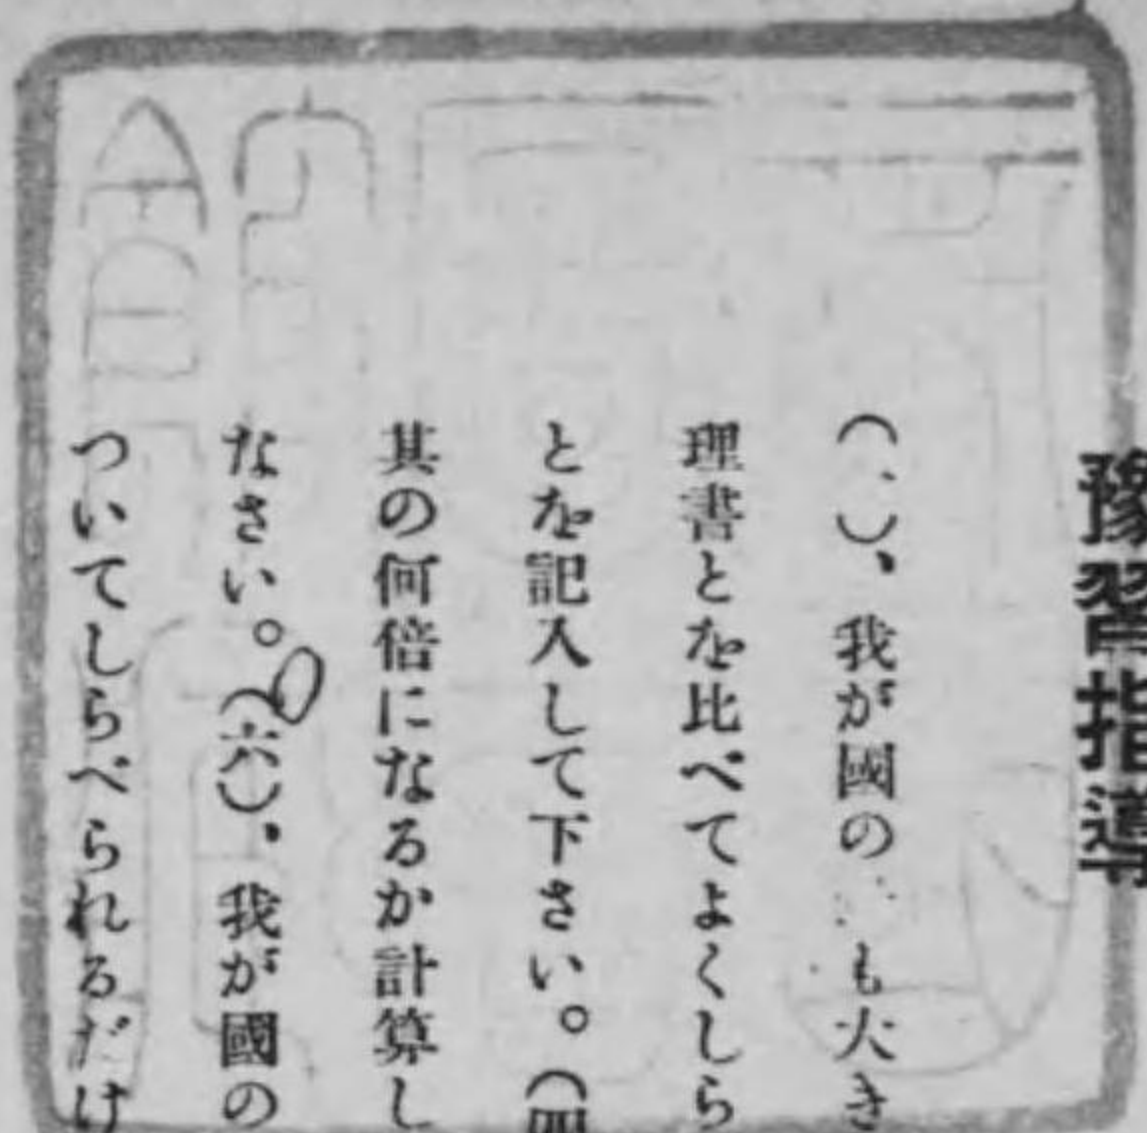 豫習指導
我が國の も大き
理書とを比べてよくしら
とを記入して下さい。(四
其の何倍になるか計算し
なさい。(六)、我が國の
ついてしらべられるだけ